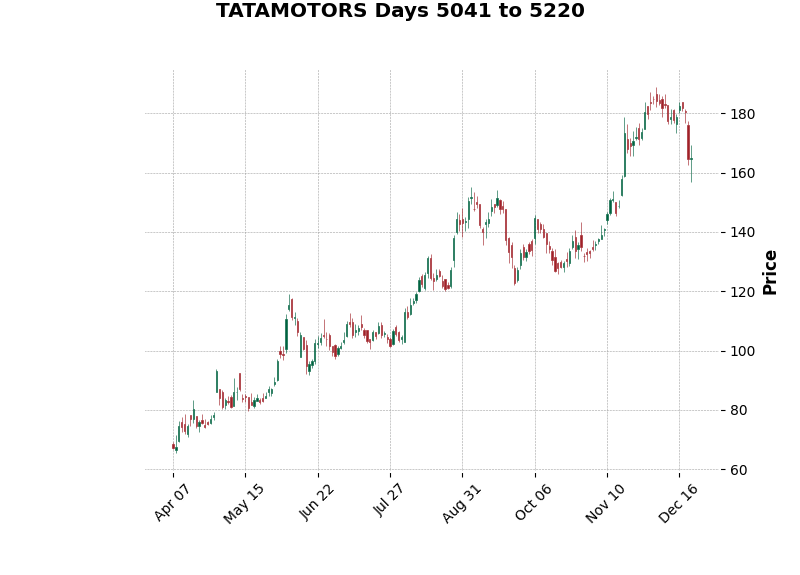 TATAMOTORS Days 5041 to 5220
180
160
140
120
100
80
60
Price
Apr 07
May 15
Jun 22
Jul 27
Aug 31
Oct 06
Nov 10
Dec 16